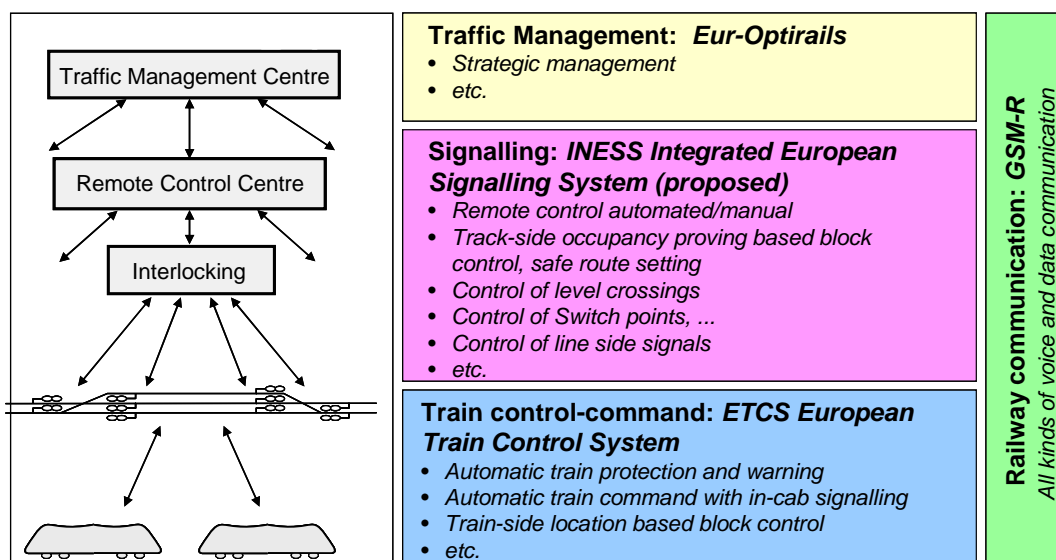 Traffic Management Centre
Remote Control Centre
Interlocking
Traffic Management: Eur-Optirails
• Strategic management
• etc.
Signalling: INESS Integrated European
Signalling System (proposed)
• Remote control automated/manual
• Track-side occupancy proving based block
control, safe route setting
• Control of level crossings
• Control of Switch points, ...
• Control of line side signals
• etc.
Train control-command: ETCS European
Train Control System
• Automatic train protection and warning
• Automatic train command with in-cab signalling
• Train-side location based block control
• etc.
Railway communication: GSM-R
All kinds of voice and data communication